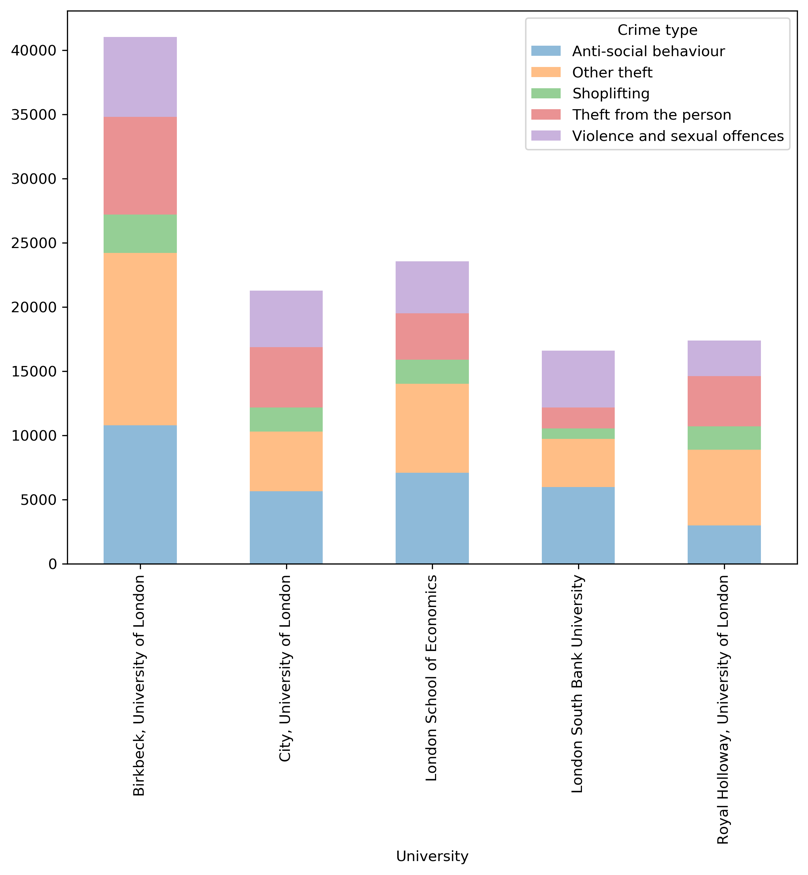 Crime type
Anti-social behaviour
Other theft
Shoplifting
Theft from the person
Violence and sexual offences
40000
35000
30000
25000
20000
15000
10000
5000
0
Birkbeck, University of London
City, University of London
London School of Economics
London South Bank University
Royal Holloway, University of London
University